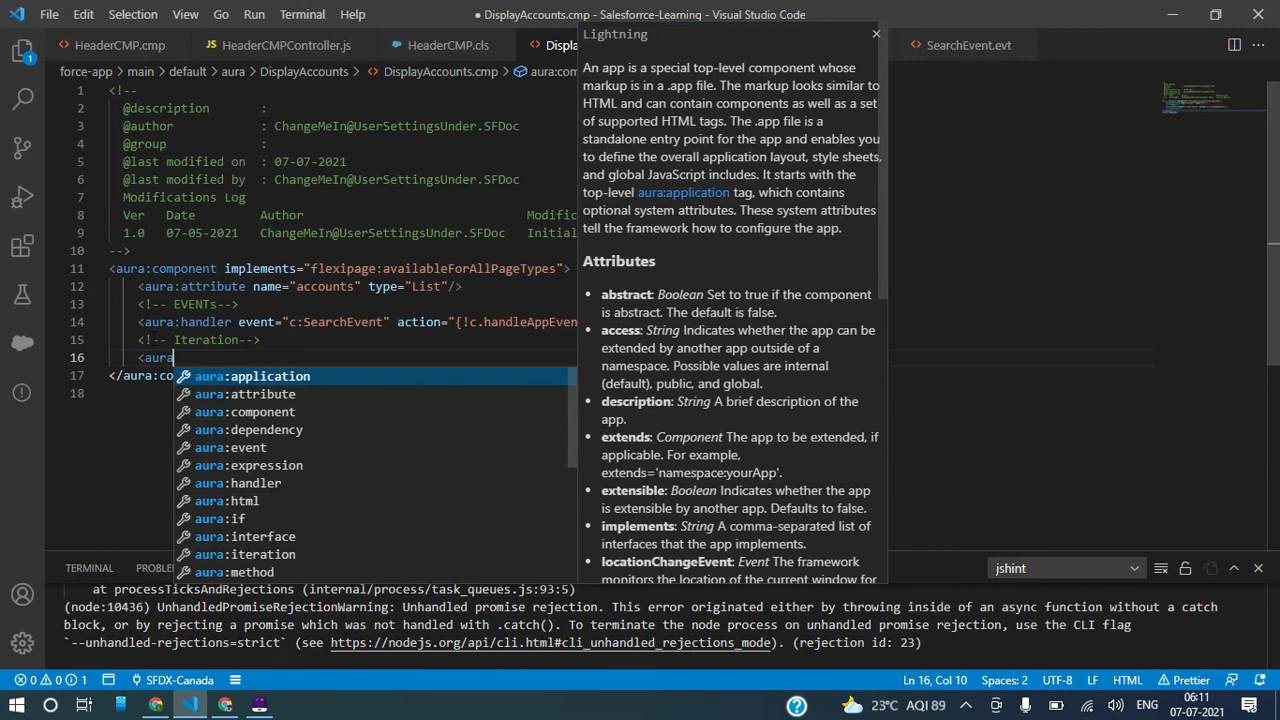 File Edit Selection View Go Run Terminal Help
● DisplayAccounts.cmp - Salesforce-Learning - Visual Studio Code
HeaderCMP.cmp
HeaderCMPController.js
HeaderCMP.cls
Displa
SearchEvent.evt
force-app > main > default > aura > DisplayAccounts > DisplayAccounts.cmp > aura:com
1 <!--
2 @description :
3 @author : ChangeMeIn@UserSettingsUnder.SFDoc
4 @group :
5 @last modified on : 07-07-2021
6 @last modified by : ChangeMeIn@UserSettingsUnder.SFDoc
7 Modifications Log
8 Ver Date Author Modific
9 1.0 07-05-2021 ChangeMeIn@UserSettingsUnder.SFDoc Initial
10 -->
11 <aura:component implements="flexipage:availableForAllPageTypes">
12 <aura:attribute name="accounts" type="List"/>
13 <!-- EVENTs-->
14 <aura:handler event="c:SearchEvent" action="{!c.handleAppEven
15 <!-- Iteration-->
16 <aura
17 </aura:co
18
aura:application
aura:attribute
aura:component
aura:dependency
aura:event
aura:expression
aura:handler
aura:html
aura:if
aura:interface
aura:iteration
aura:method
Lightning
An app is a special top-level component whose
markup is in a .app file. The markup looks similar to
HTML and can contain components as well as a set
of supported HTML tags. The .app file is a
standalone entry point for the app and enables you
to define the overall application layout, style sheets,
and global JavaScript includes. It starts with the
top-level aura:application tag, which contains
optional system attributes. These system attributes
tell the framework how to configure the app.
Attributes
• abstract: Boolean Set to true if the component
is abstract. The default is false.
• access: String Indicates whether the app can be
extended by another app outside of a
namespace. Possible values are internal
(default), public, and global.
• description: String A brief description of the
app.
• extends: Component The app to be extended, if
applicable. For example,
extends='namespace:yourApp'.
• extensible: Boolean Indicates whether the app
is extensible by another app. Defaults to false.
• implements: String A comma-separated list of
interfaces that the app implements.
• locationChangeEvent: Event The framework
monitors the location of the current window for
TERMINAL PROBLE
jshint
at processTicksAndRejections (internal/process/task_queues.js:93:5)
(node:10436) UnhandledPromiseRejectionWarning: Unhandled promise rejection. This error originated either by throwing inside of an async function without a catch
block, or by rejecting a promise which was not handled with .catch(). To terminate the node process on unhandled promise rejection, use the CLI flag
`--unhandled-rejections=strict` (see https://nodejs.org/api/cli.html#cli_unhandled_rejections_mode). (rejection id: 23)
0 0 1 SFDX-Canada Ln 16, Col 10 Spaces: 2 UTF-8 LF HTML Prettier
23°C AQI 89 ENG 06:11
07-07-2021
1